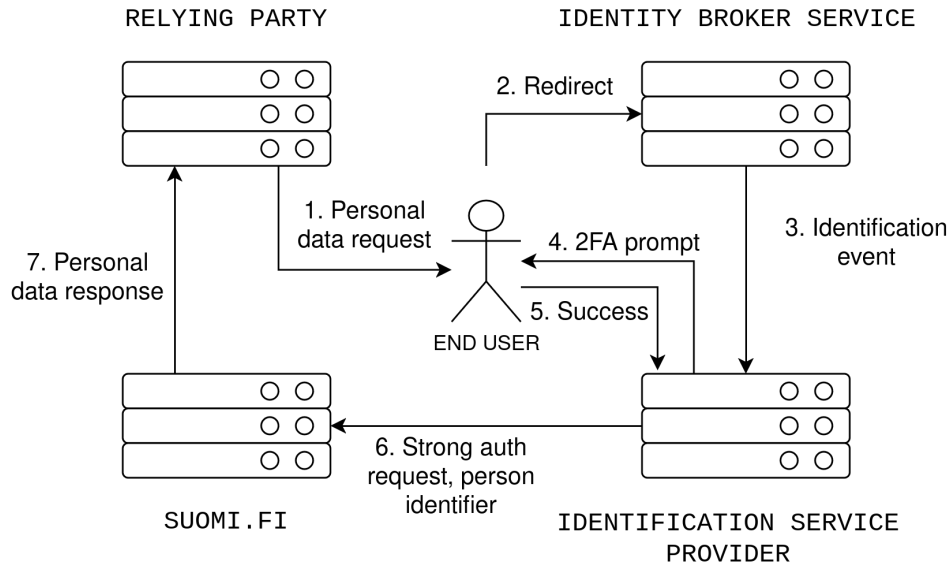 RELYING PARTY
IDENTITY BROKER SERVICE
2. Redirect
1. Personal
data request
3. Identification
event
4. 2FA prompt
7. Personal
data response
5. Success
END USER
6. Strong auth
request, person
identifier
SUOMI.FI
IDENTIFICATION SERVICE
PROVIDER